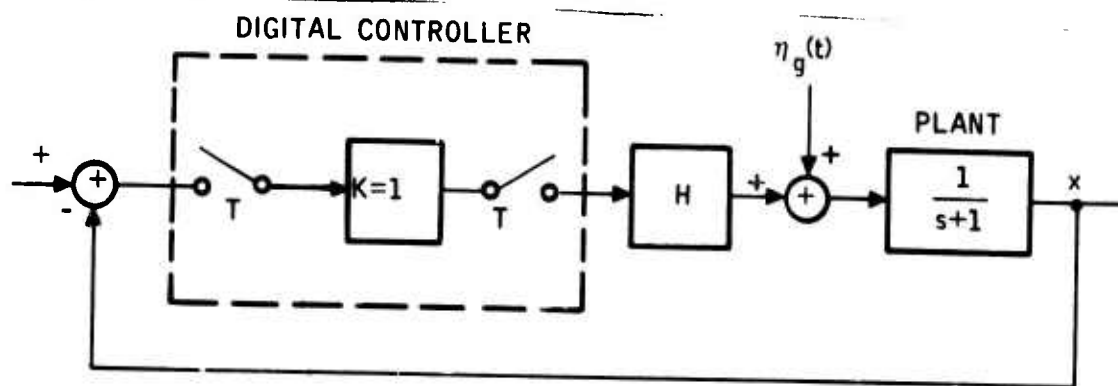 DIGITAL CONTROLLER
η_g(t)
PLANT
+
+
-
T
K=1
T
H
+
+
+
1
s+1
x